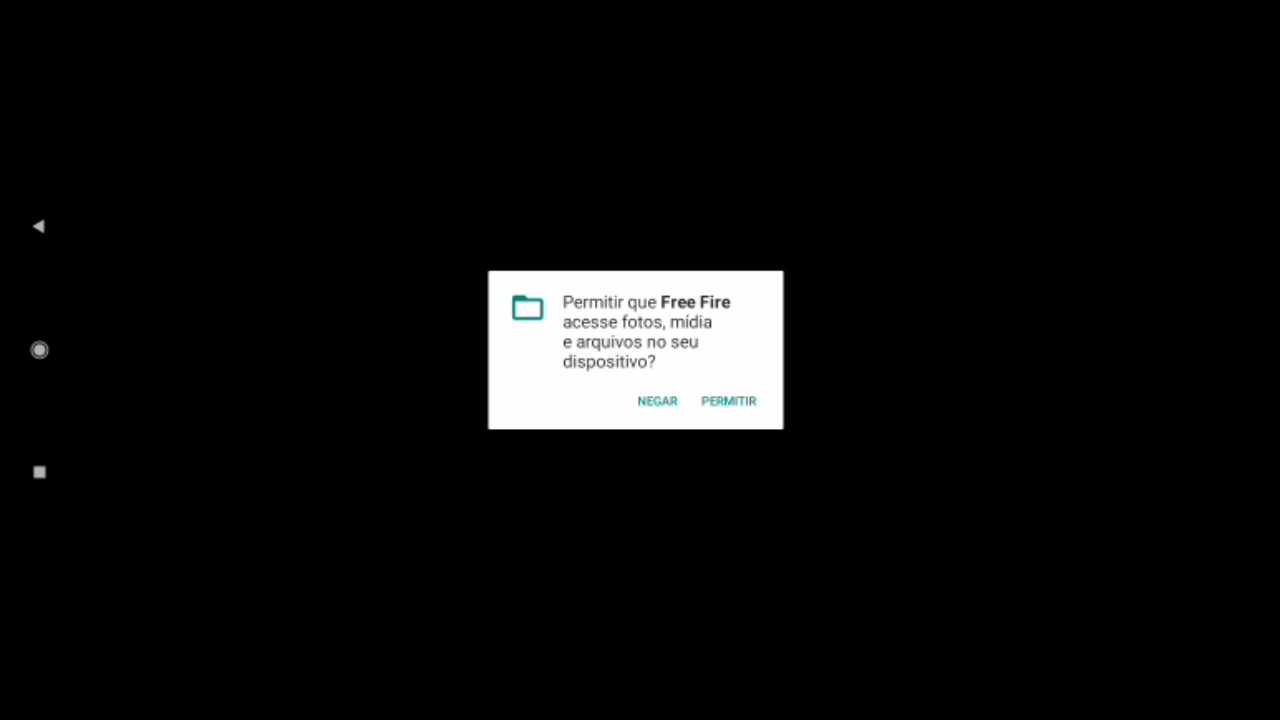 Permitir que Free Fire
acesse fotos, mídia
e arquivos no seu
dispositivo?
NEGAR PERMITIR